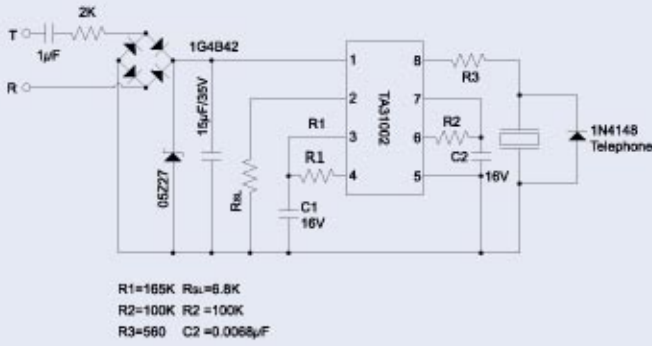 2K
T
1µF
R
1G4B42
15µF/35V
05Z27
RSL
R1
R1
C1
16V
1
2
3
4
TA31002
8
7
6
5
R3
R2
C2
16V
1N4148
Telephone
R1=165K RSL=6.8K
R2=100K R2 =100K
R3=560 C2 =0.0068µF